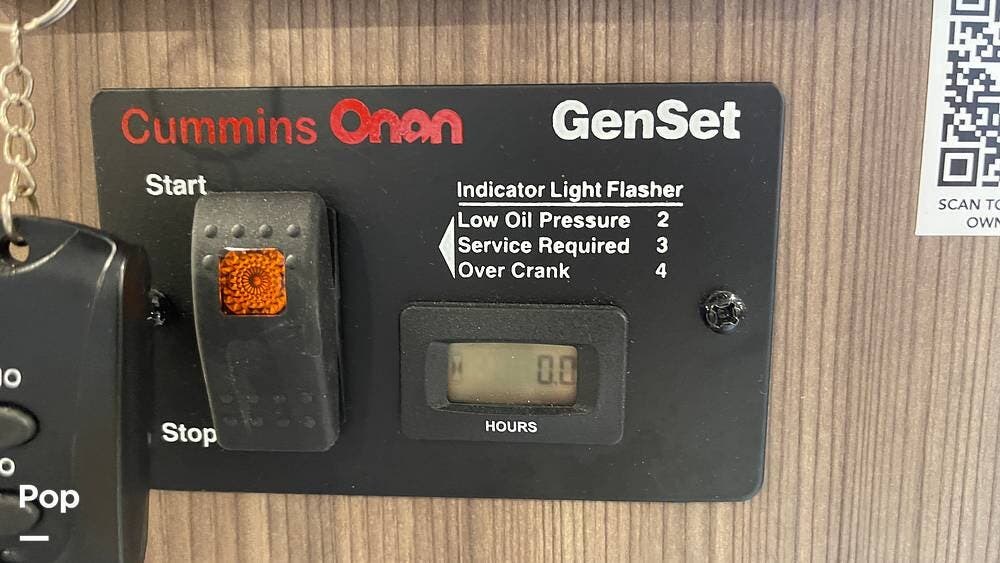 Cummins Onan GenSet
Start
Indicator Light Flasher
Low Oil Pressure 2
Service Required 3
Over Crank 4
0.0
HOURS
Stop
SCAN TO
OWN
Pop